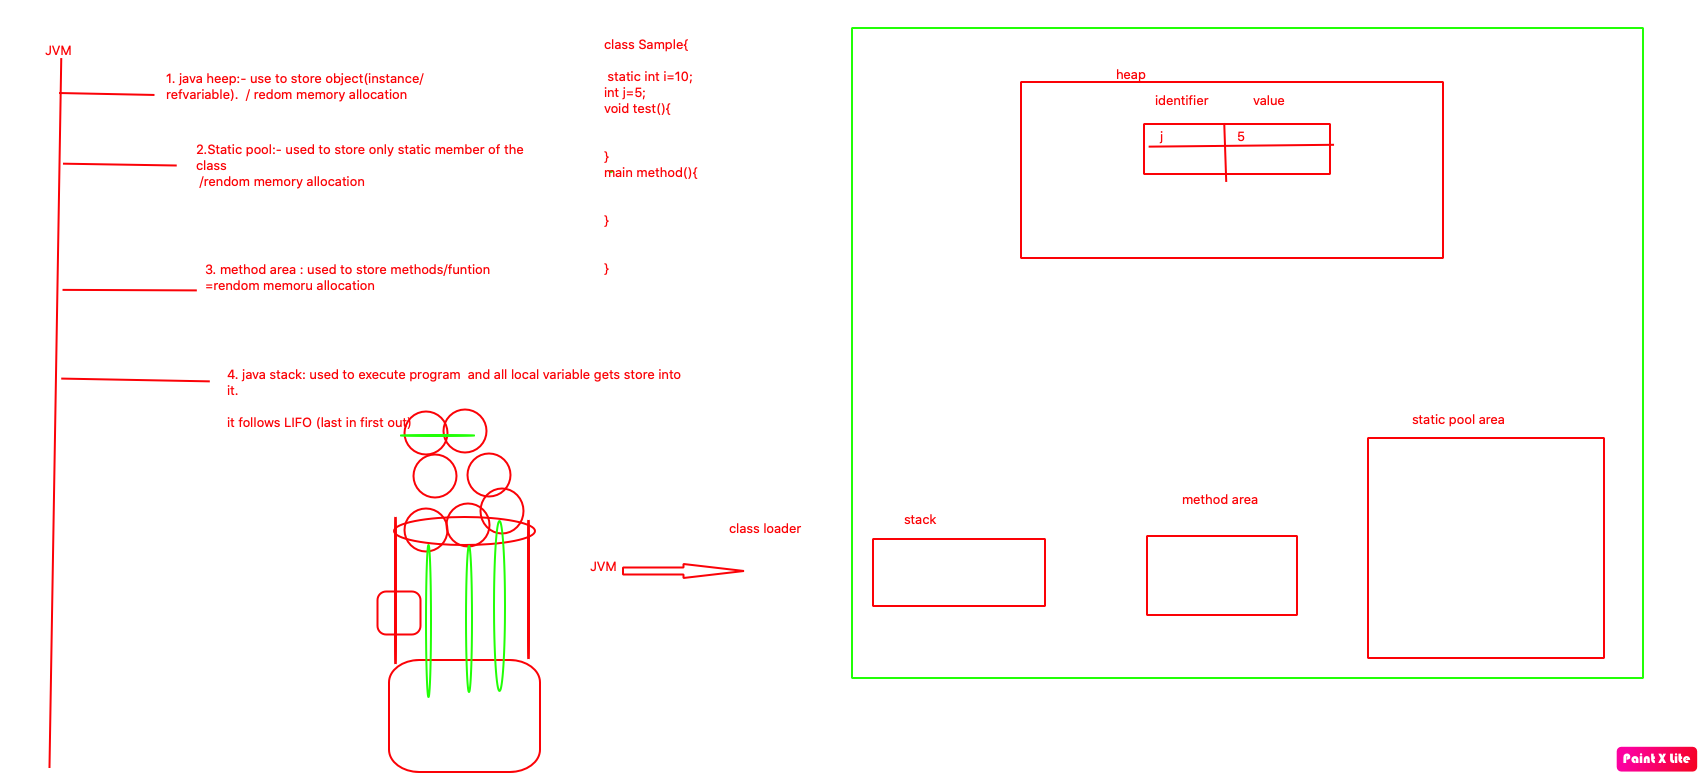 JVM
1. java heep:- use to store object(instance/
refvariable).  / redom memory allocation
2.Static pool:- used to store only static member of the
class
/rendom memory allocation
3. method area : used to store methods/funtion
=rendom memoru allocation
4. java stack: used to execute program  and all local variable gets store into
it.
it follows LIFO (last in first out)
class Sample{
static int i=10;
int j=5;
void test(){
}
main method(){
}
}
JVM
class loader
heap
identifier
value
j
5
stack
method area
static pool area
Paint X Lite